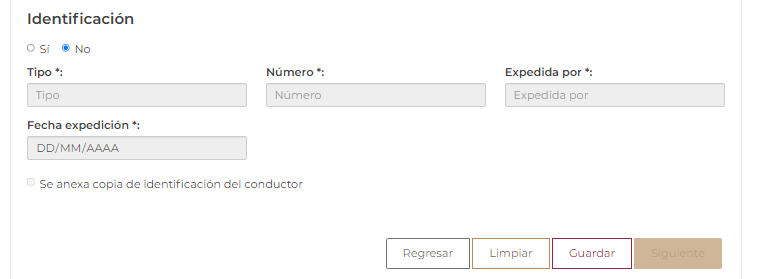 Identificación
Sí No
Tipo *: Número *: Expedida por *:
Tipo Número Expedida por
Fecha expedición *:
DD/MM/AAAA
Se anexa copia de identificación del conductor
Regresar Limpiar Guardar Siguiente